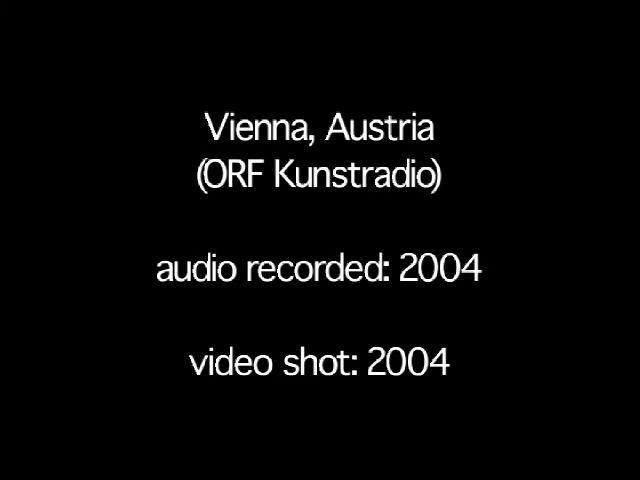 Vienna, Austria
(ORF Kunstradio)
audio recorded: 2004
video shot: 2004